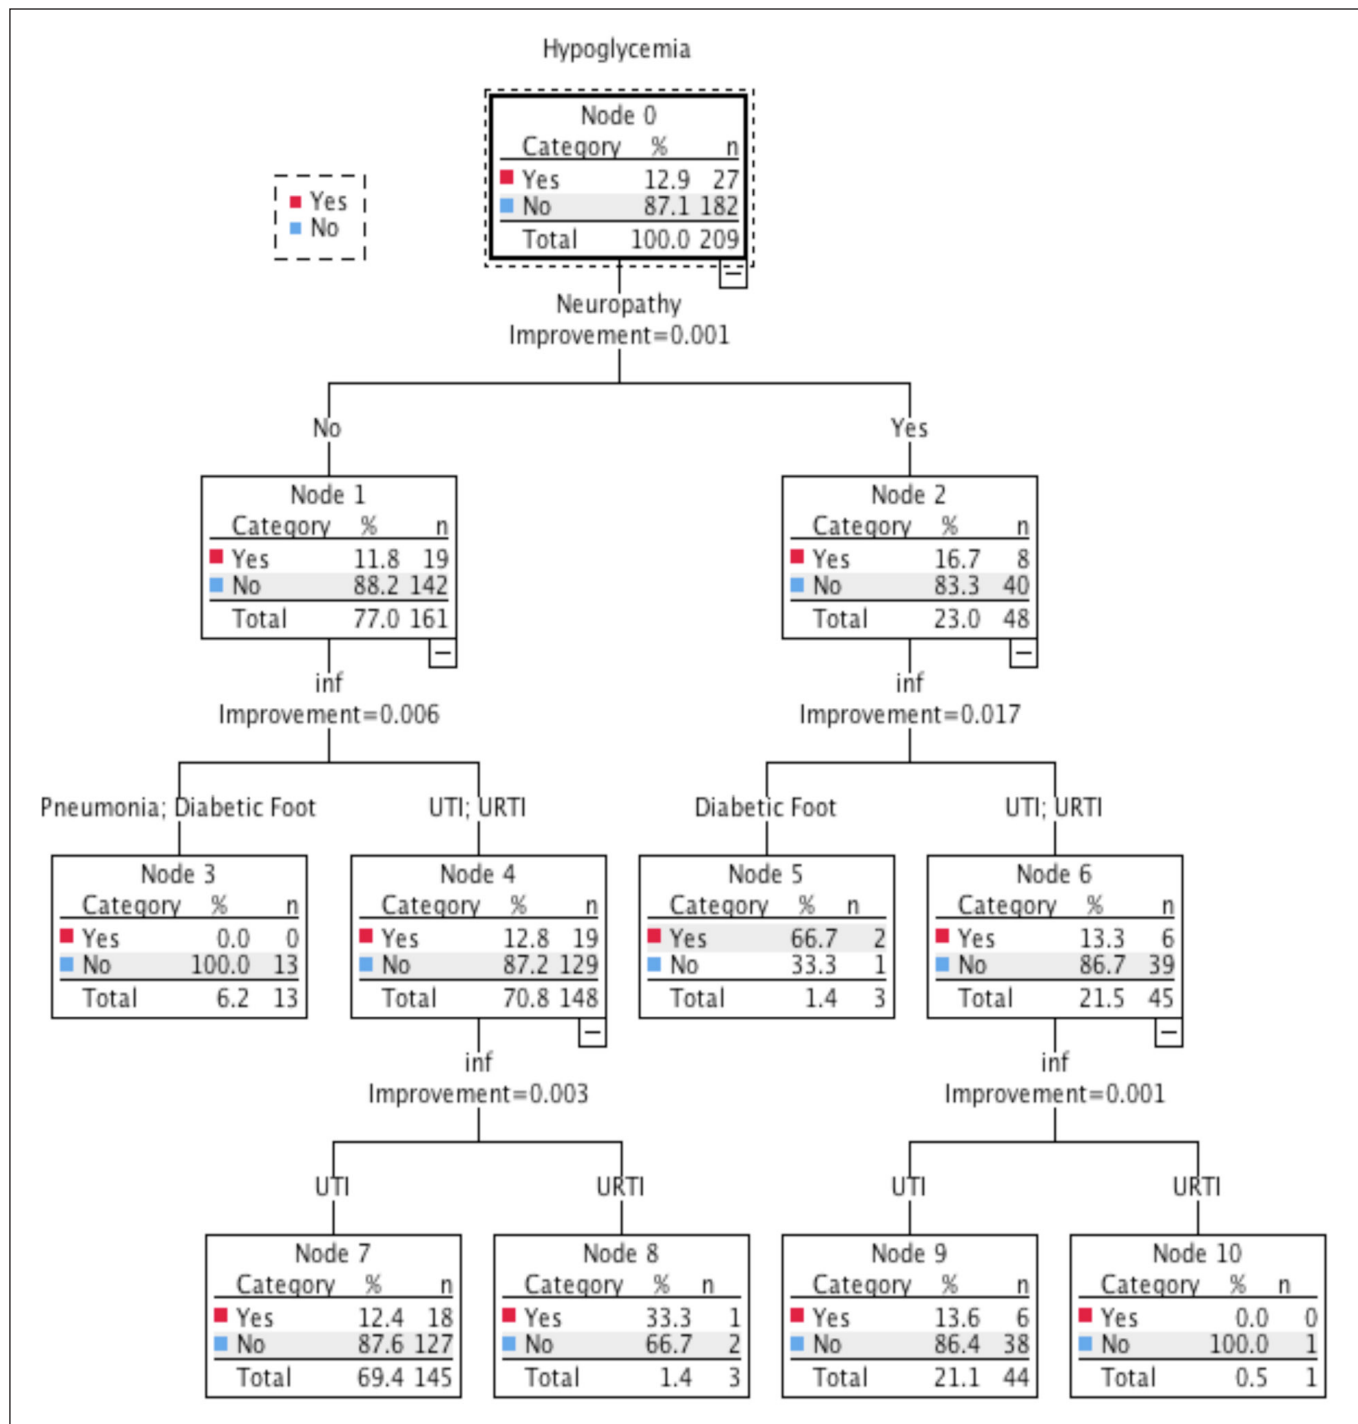 Hypoglycemia
Node 0
Category % n
Yes 12.9 27
No 87.1 182
Total 100.0 209
Yes
No
Neuropathy
Improvement=0.001
No
Yes
Node 1
Category % n
Yes 11.8 19
No 88.2 142
Total 77.0 161
Node 2
Category % n
Yes 16.7 8
No 83.3 40
Total 23.0 48
inf
Improvement=0.006
inf
Improvement=0.017
Pneumonia; Diabetic Foot
UTI; URTI
Diabetic Foot
UTI; URTI
Node 3
Category % n
Yes 0.0 0
No 100.0 13
Total 6.2 13
Node 4
Category % n
Yes 12.8 19
No 87.2 129
Total 70.8 148
Node 5
Category % n
Yes 66.7 2
No 33.3 1
Total 1.4 3
Node 6
Category % n
Yes 13.3 6
No 86.7 39
Total 21.5 45
inf
Improvement=0.003
inf
Improvement=0.001
UTI
URTI
UTI
URTI
Node 7
Category % n
Yes 12.4 18
No 87.6 127
Total 69.4 145
Node 8
Category % n
Yes 33.3 1
No 66.7 2
Total 1.4 3
Node 9
Category % n
Yes 13.6 6
No 86.4 38
Total 21.1 44
Node 10
Category % n
Yes 0.0 0
No 100.0 1
Total 0.5 1